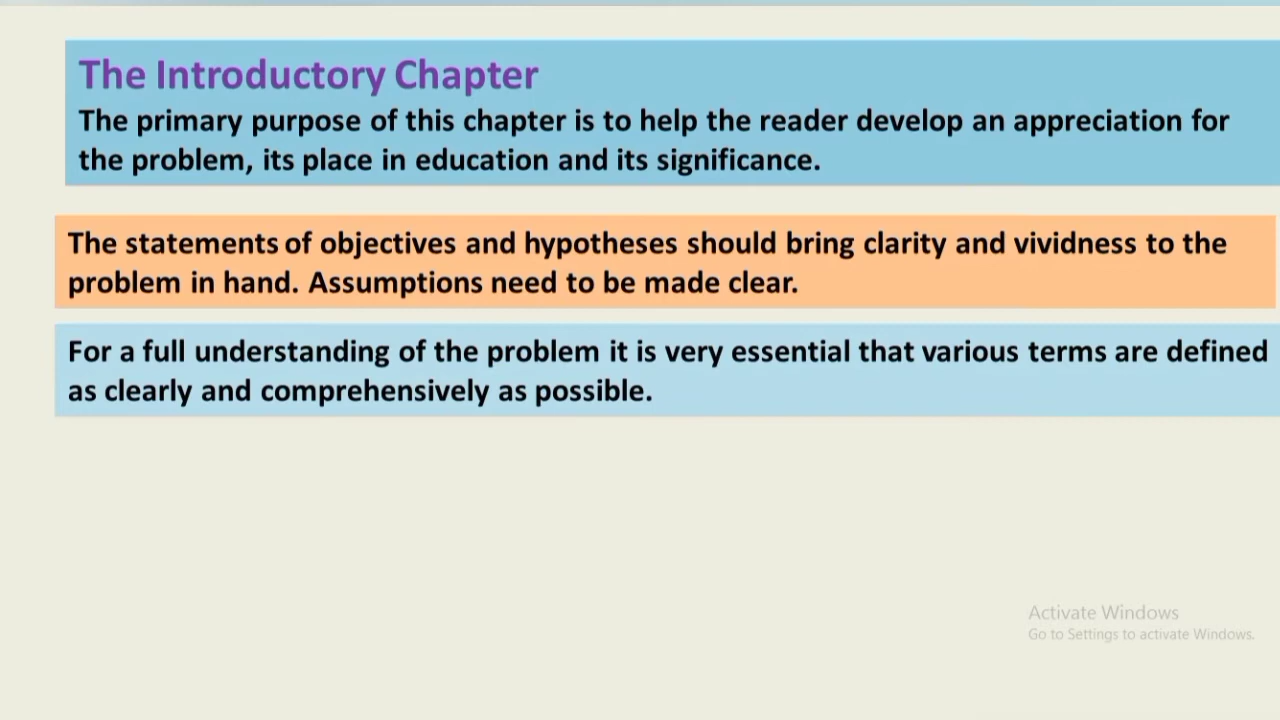 The Introductory Chapter
The primary purpose of this chapter is to help the reader develop an appreciation for
the problem, its place in education and its significance.
The statements of objectives and hypotheses should bring clarity and vividness to the
problem in hand. Assumptions need to be made clear.
For a full understanding of the problem it is very essential that various terms are defined
as clearly and comprehensively as possible.
Activate Windows
Go to Settings to activate Windows.